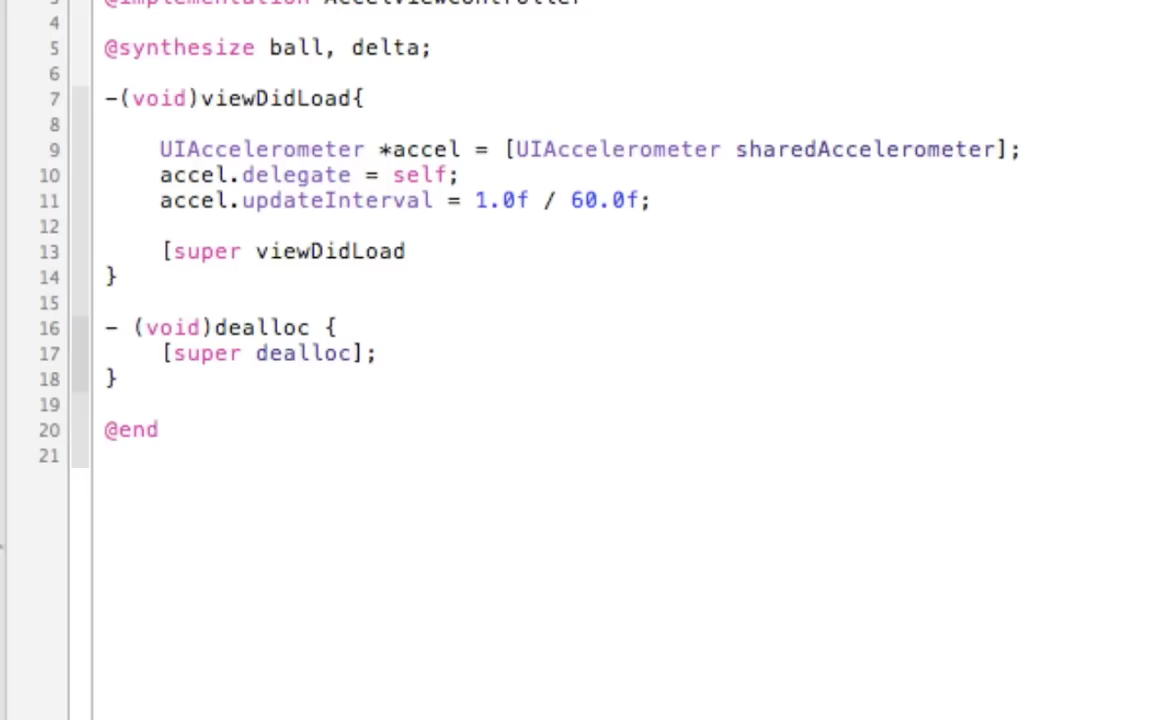 @implementation AccelViewController
4
5 @synthesize ball, delta;
6
7 -(void)viewDidLoad{
8
9 UIAccelerometer *accel = [UIAccelerometer sharedAccelerometer];
10 accel.delegate = self;
11 accel.updateInterval = 1.0f / 60.0f;
12
13 [super viewDidLoad
14 }
15
16 - (void)dealloc {
17 [super dealloc];
18 }
19
20 @end
21